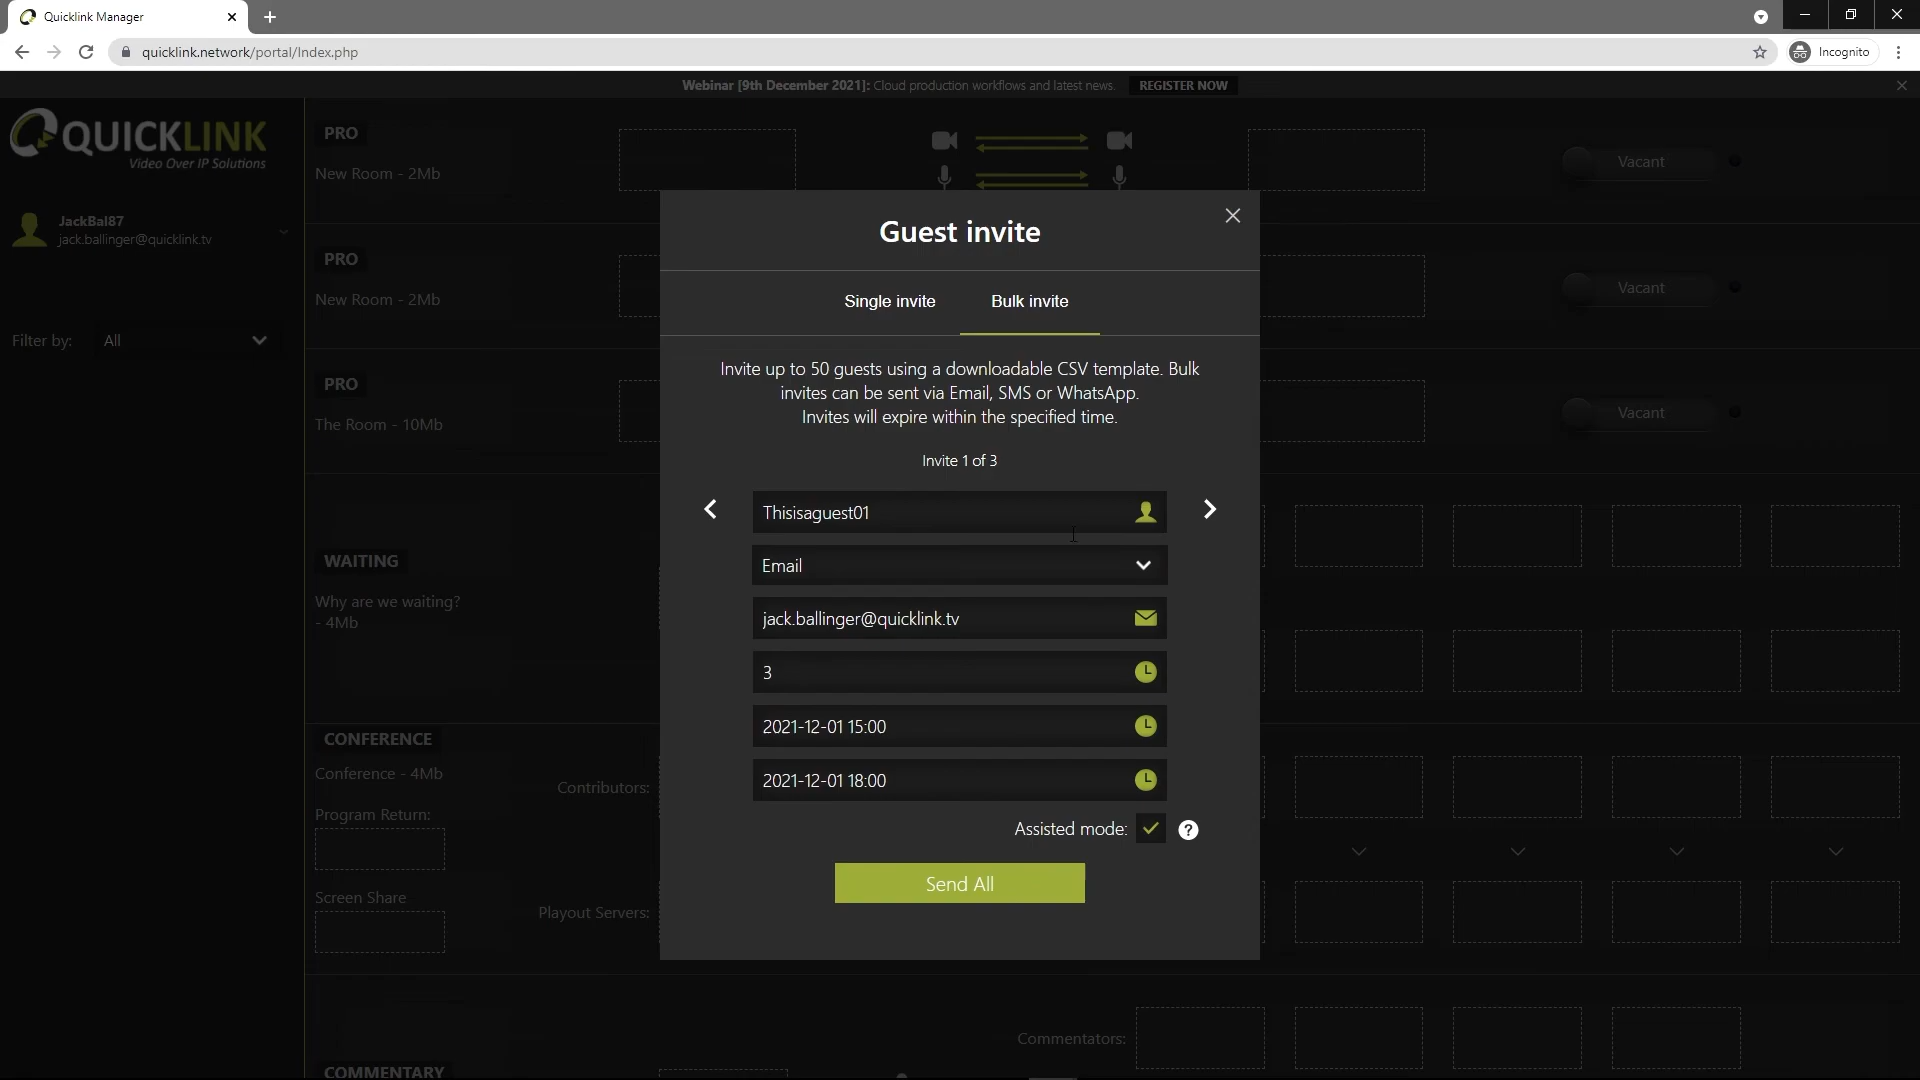 Quicklink Manager
quicklink.network/portal/Index.php
Incognito
Webinar [9th December 2021]: Cloud production workflows and latest news. REGISTER NOW
QUICKLINK
Video Over IP Solutions
JackBal87
jack.ballinger@quicklink.tv
Filter by: All
PRO
New Room - 2Mb
Vacant
PRO
New Room - 2Mb
Vacant
PRO
The Room - 10Mb
Vacant
WAITING
Why are we waiting?
- 4Mb
CONFERENCE
Conference - 4Mb
Contributors:
Program Return:
Screen Share
Playout Servers:
Commentators:
COMMENTARY
Guest invite
Single invite Bulk invite
Invite up to 50 guests using a downloadable CSV template. Bulk
invites can be sent via Email, SMS or WhatsApp.
Invites will expire within the specified time.
Invite 1 of 3
Thisisaguest01
Email
jack.ballinger@quicklink.tv
3
2021-12-01 15:00
2021-12-01 18:00
Assisted mode: ?
Send All